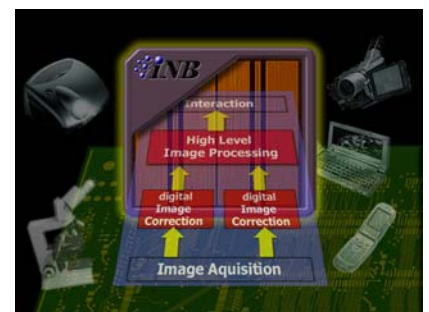 iNB
Interaction
High Level
Image Processing
digital digital
Image Image
Correction Correction
Image Aquisition